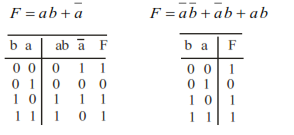 F = ab + a̅ F = a̅b̅ + a̅b + ab
b a ab a̅ F b a F
0 0 0 1 1 0 0 1
0 1 0 0 0 0 1 0
1 0 1 1 1 1 0 1
1 1 1 0 1 1 1 1